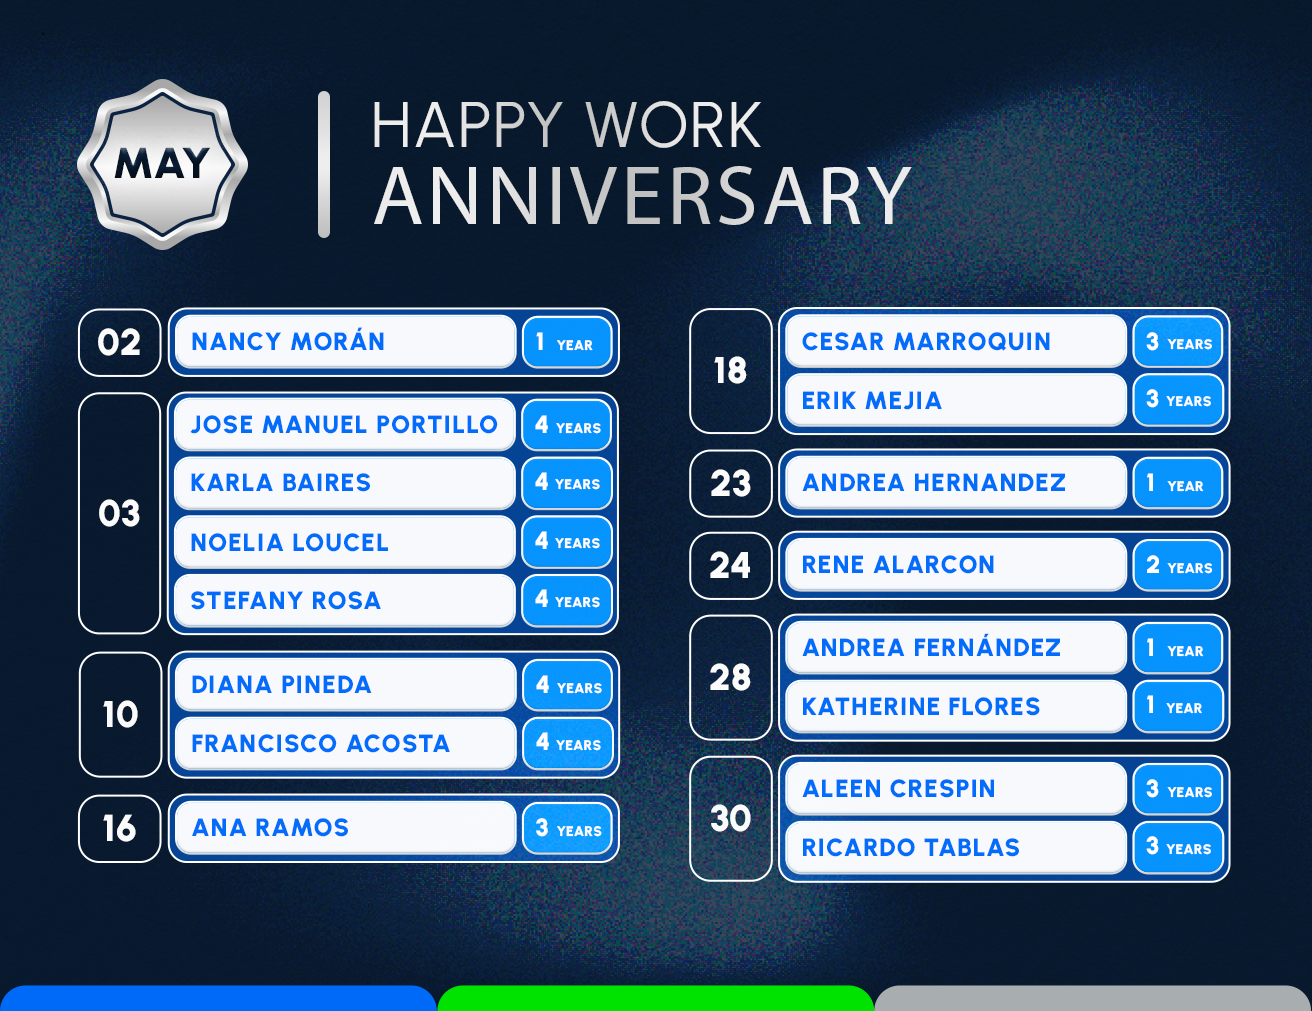 MAY
HAPPY WORK
ANNIVERSARY
02
NANCY MORÁN 1 YEAR
03
JOSE MANUEL PORTILLO 4 YEARS
KARLA BAIRES 4 YEARS
NOELIA LOUCEL 4 YEARS
STEFANY ROSA 4 YEARS
10
DIANA PINEDA 4 YEARS
FRANCISCO ACOSTA 4 YEARS
16
ANA RAMOS 3 YEARS
18
CESAR MARROQUIN 3 YEARS
ERIK MEJIA 3 YEARS
23
ANDREA HERNANDEZ 1 YEAR
24
RENE ALARCON 2 YEARS
28
ANDREA FERNÁNDEZ 1 YEAR
KATHERINE FLORES 1 YEAR
30
ALEEN CRESPIN 3 YEARS
RICARDO TABLAS 3 YEARS